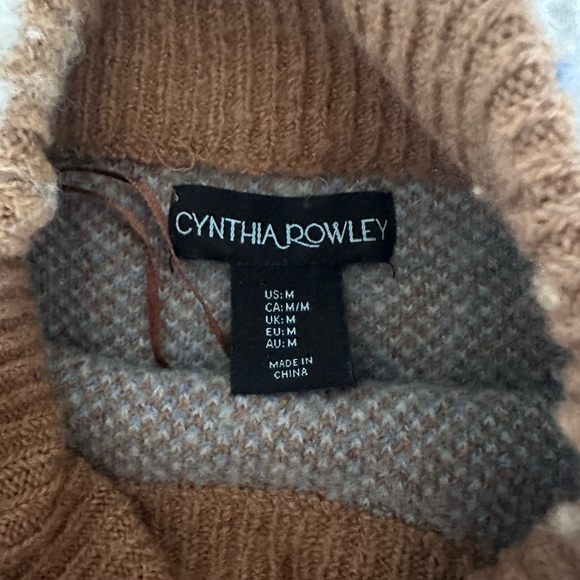 CYNTHIA ROWLEY
US: M
CA: M/M
UK: M
EU: M
AU: M
MADE IN
CHINA